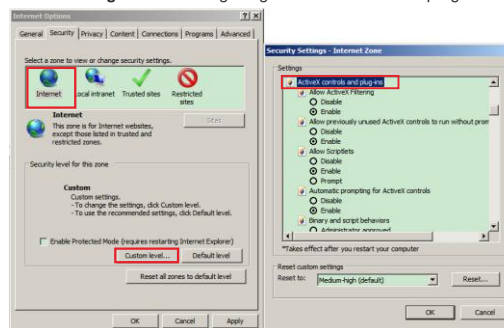 Internet Options
General Security Privacy Content Connections Programs Advanced
Select a zone to view or change security settings.
Internet
Local intranet
Trusted sites
Restricted sites
Internet
This zone is for Internet websites,
except those listed in trusted and
restricted zones.
Sites
Security level for this zone
Custom
Custom settings.
- To change the settings, click Custom level.
- To use the recommended settings, click Default level.
Enable Protected Mode (requires restarting Internet Explorer)
Custom level...
Default level
Reset all zones to default level
OK
Cancel
Apply
Security Settings - Internet Zone
Settings
ActiveX controls and plug-ins
Allow ActiveX Filtering
Disable
Enable
Allow previously unused ActiveX controls to run without prom
Disable
Enable
Allow Scriptlets
Disable
Enable
Prompt
Automatic prompting for ActiveX controls
Disable
Enable
Binary and script behaviors
Administrator approved
*Takes effect after you restart your computer
Reset custom settings
Reset to:
Medium-high (default)
Reset...
OK
Cancel